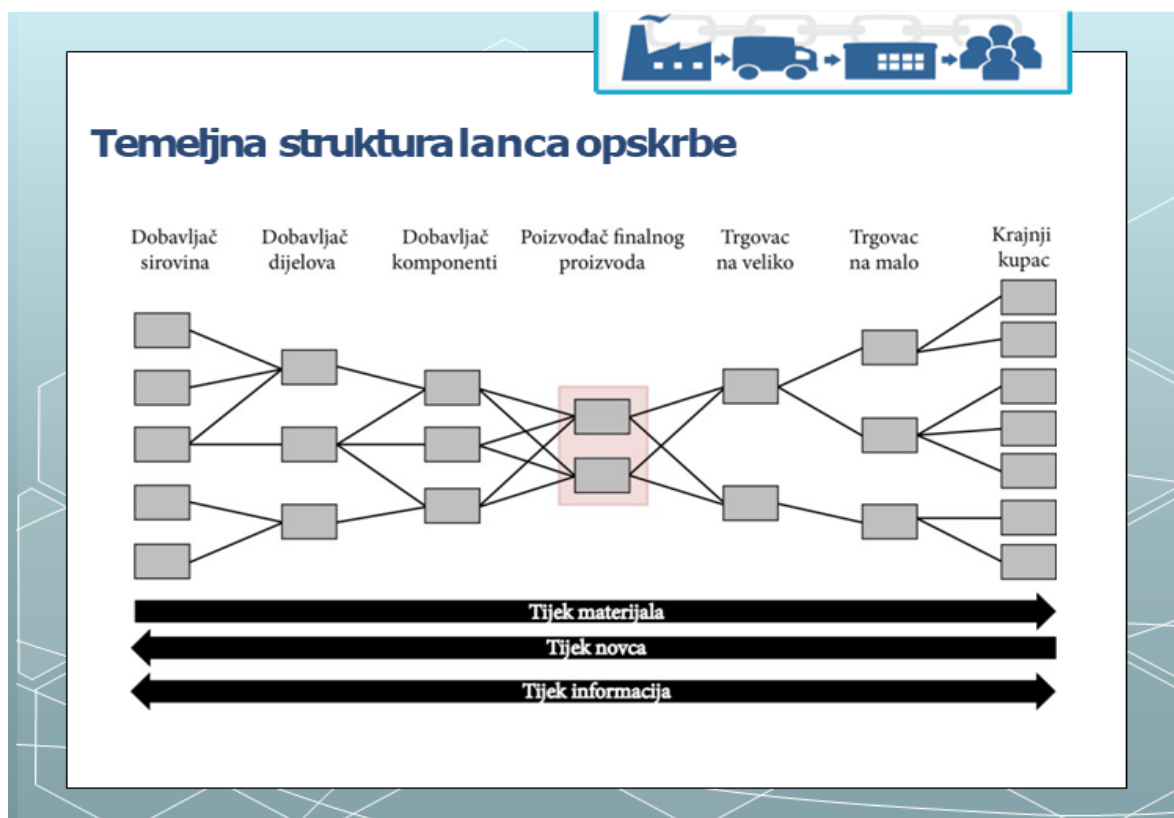 Temeljna struktura lanca opskrbe
Dobavljač
sirovina
Dobavljač
dijelova
Dobavljač
komponenti
Poizvođač finalnog
proizvoda
Trgovac
na veliko
Trgovac
na malo
Krajnji
kupac
Tijek materijala
Tijek novca
Tijek informacija